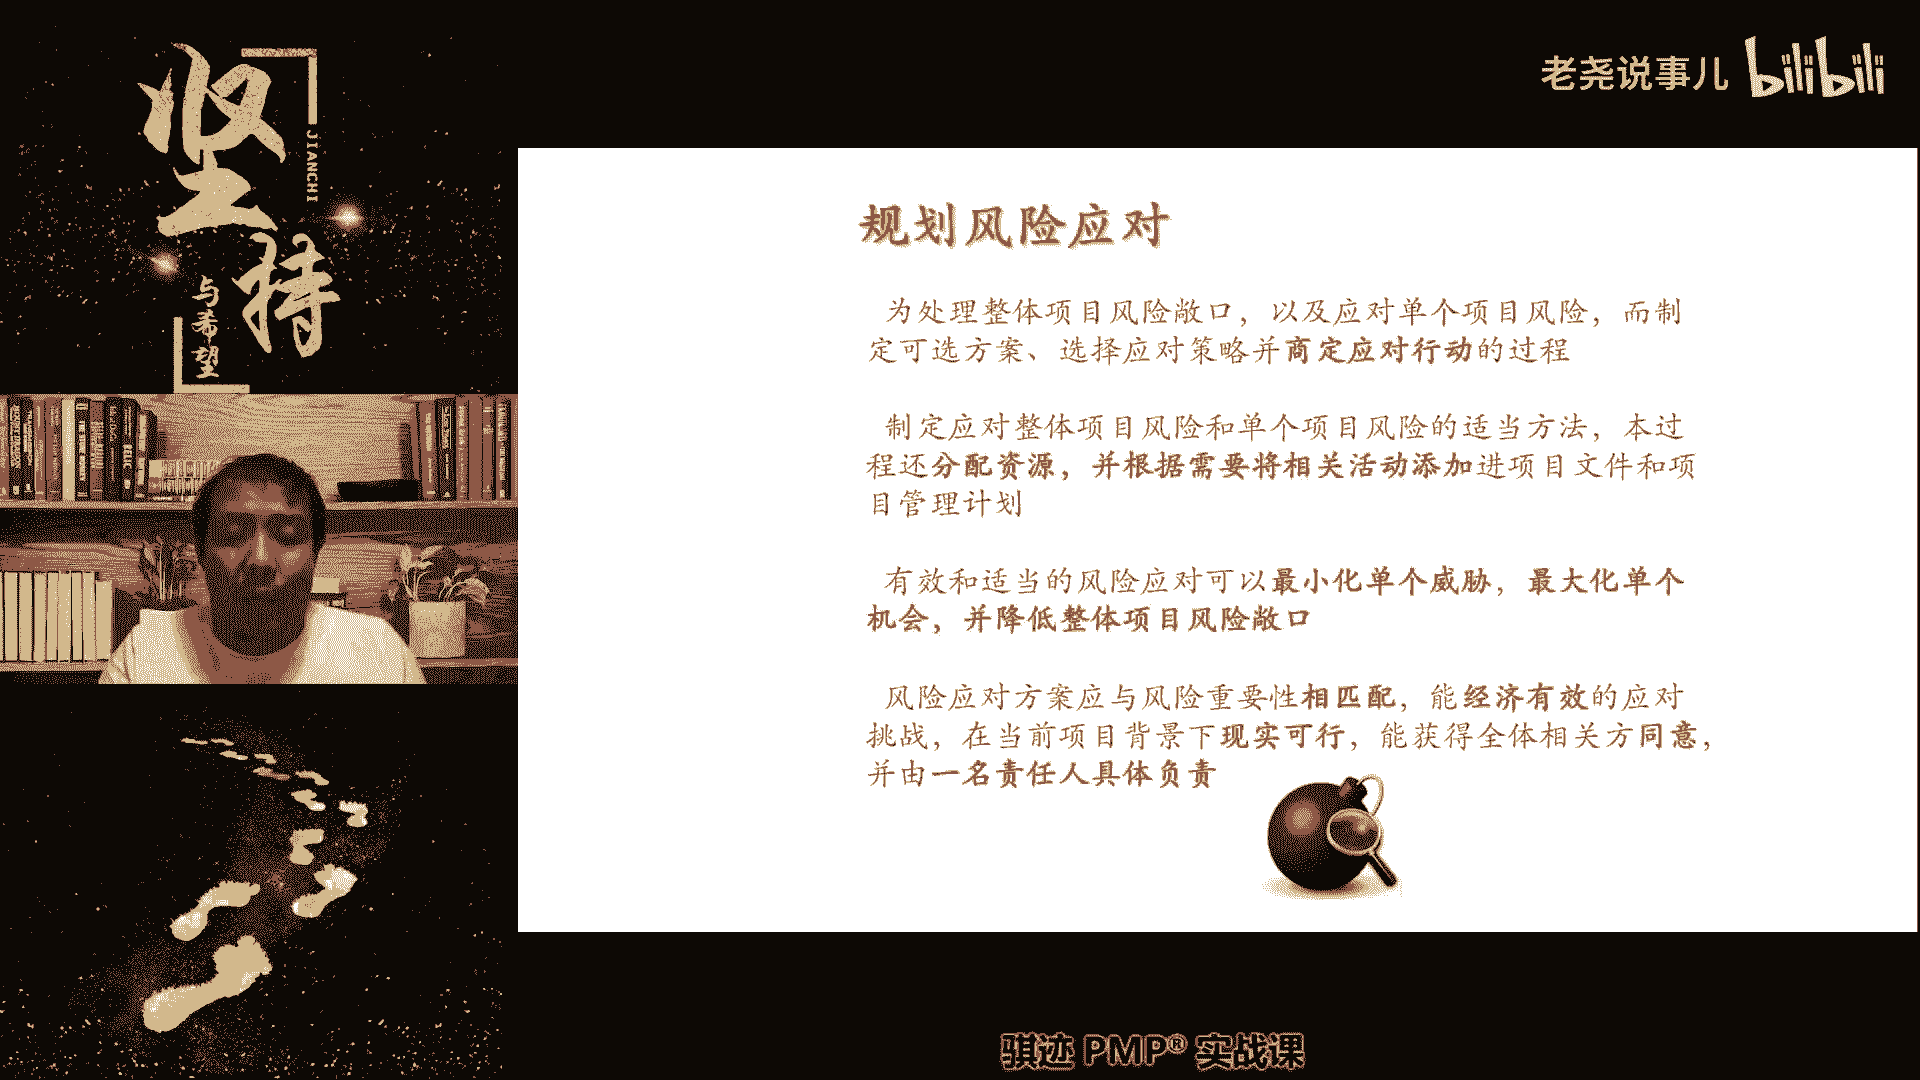 坚持
JIANCHI
与希望
老尧说事儿 bilibili
规划风险应对
为处理整体项目风险敞口，以及应对单个项目风险，而制
定可选方案、选择应对策略并商定应对行动的过程
制定应对整体项目风险和单个项目风险的适当方法，本过
程还分配资源，并根据需要将相关活动添加进项目文件和项
目管理计划
有效和适当的风险应对可以最小化单个威胁，最大化单个
机会，并降低整体项目风险敞口
风险应对方案应与风险重要性相匹配，能经济有效的应对
挑战，在当前项目背景下现实可行，能获得全体相关方同意，
并由一名责任人具体负责
骐迹 PMP® 实战课